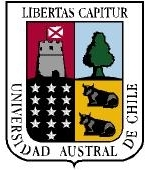 LIBERTAS CAPITUR
UNIVERSIDAD AUSTRAL DE CHILE